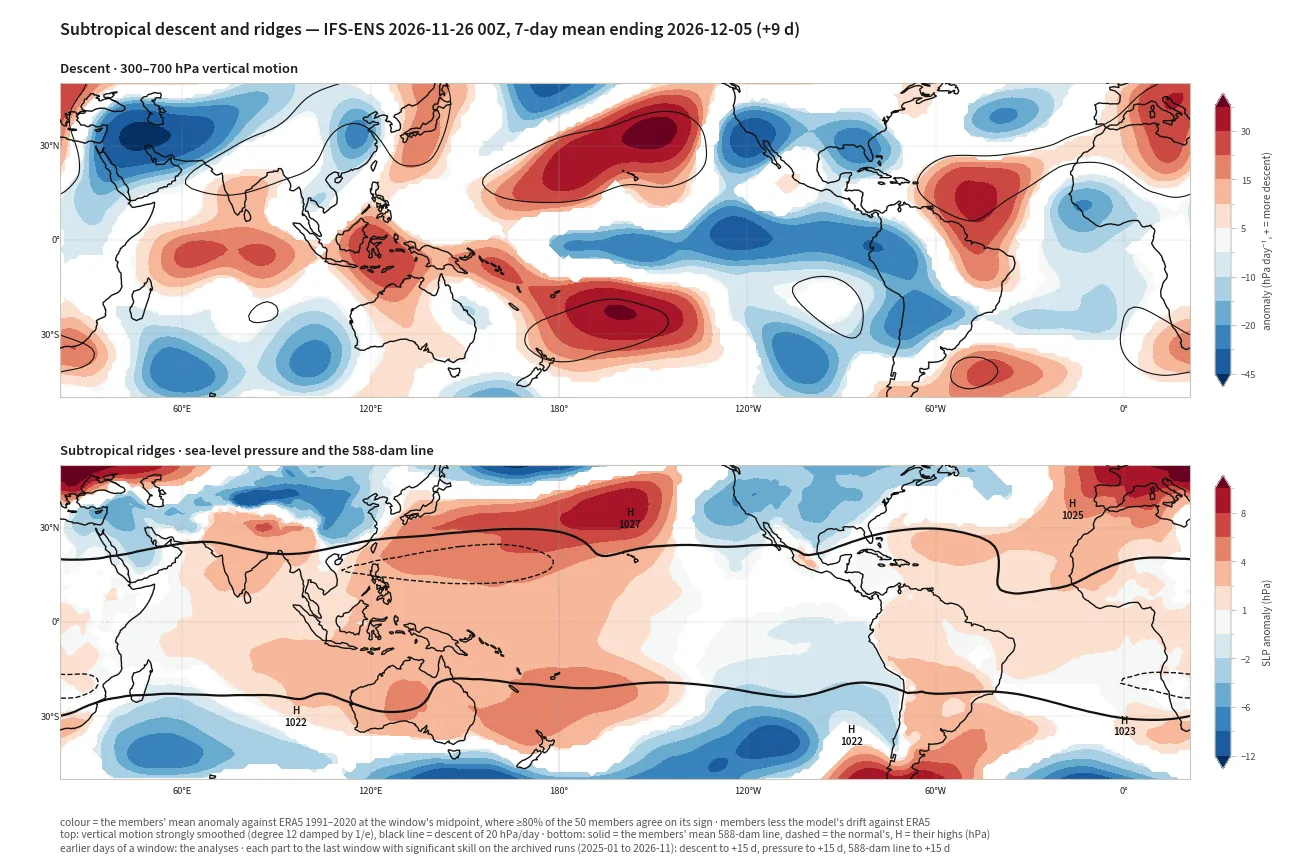 Subtropical descent and ridges — IFS-ENS 2026-11-26 00Z, 7-day mean ending 2026-12-05 (+9 d)
Descent · 300–700 hPa vertical motion
30°N
0°
30°S
60°E
120°E
180°
120°W
60°W
0°
30
15
5
−10
−20
−45
anomaly (hPa day⁻¹, + = more descent)
Subtropical ridges · sea-level pressure and the 588-dam line
30°N
0°
30°S
H
1027
H
1025
H
1022
H
1022
H
1023
60°E
120°E
180°
120°W
60°W
0°
8
4
1
−2
−6
−12
SLP anomaly (hPa)
colour = the members' mean anomaly against ERA5 1991–2020 at the window's midpoint, where ≥80% of the 50 members agree on its sign · members less the model's drift against ERA5
top: vertical motion strongly smoothed (degree 12 damped by 1/e), black line = descent of 20 hPa/day · bottom: solid = the members' mean 588-dam line, dashed = the normal's, H = their highs (hPa)
earlier days of a window: the analyses · each part to the last window with significant skill on the archived runs (2025-01 to 2026-11): descent to +15 d, pressure to +15 d, 588-dam line to +15 d